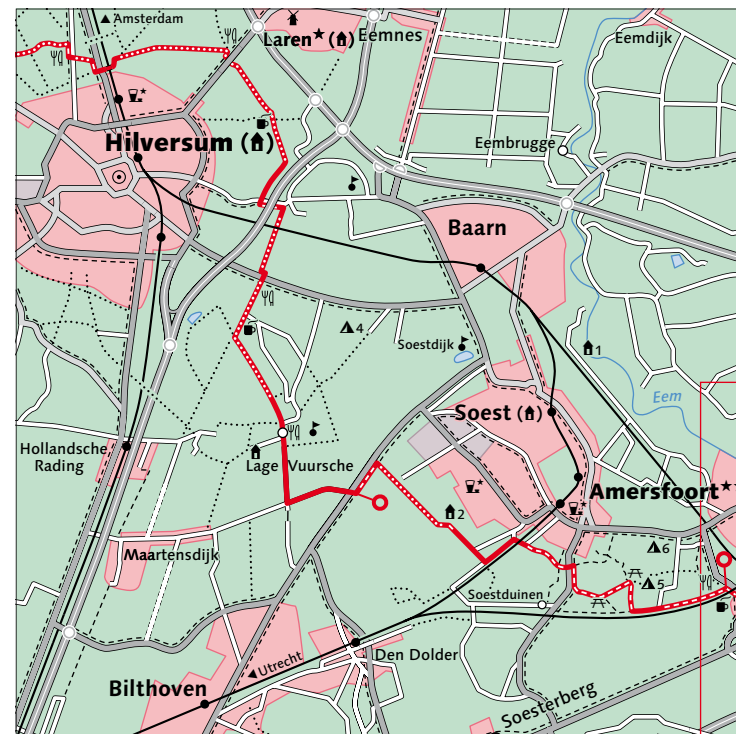 Amsterdam
Laren★ ( )
Eemnes
Eemdijk
Hilversum ( )
Eembrugge
Baarn
4
Soestdijk
1
Eem
Soest ( )
Hollandsche
Rading
Lage Vuursche
Amersfoort★★
2
Maartensdijk
6
5
Soestduinen
Den Dolder
Utrecht
Bilthoven
Soesterberg